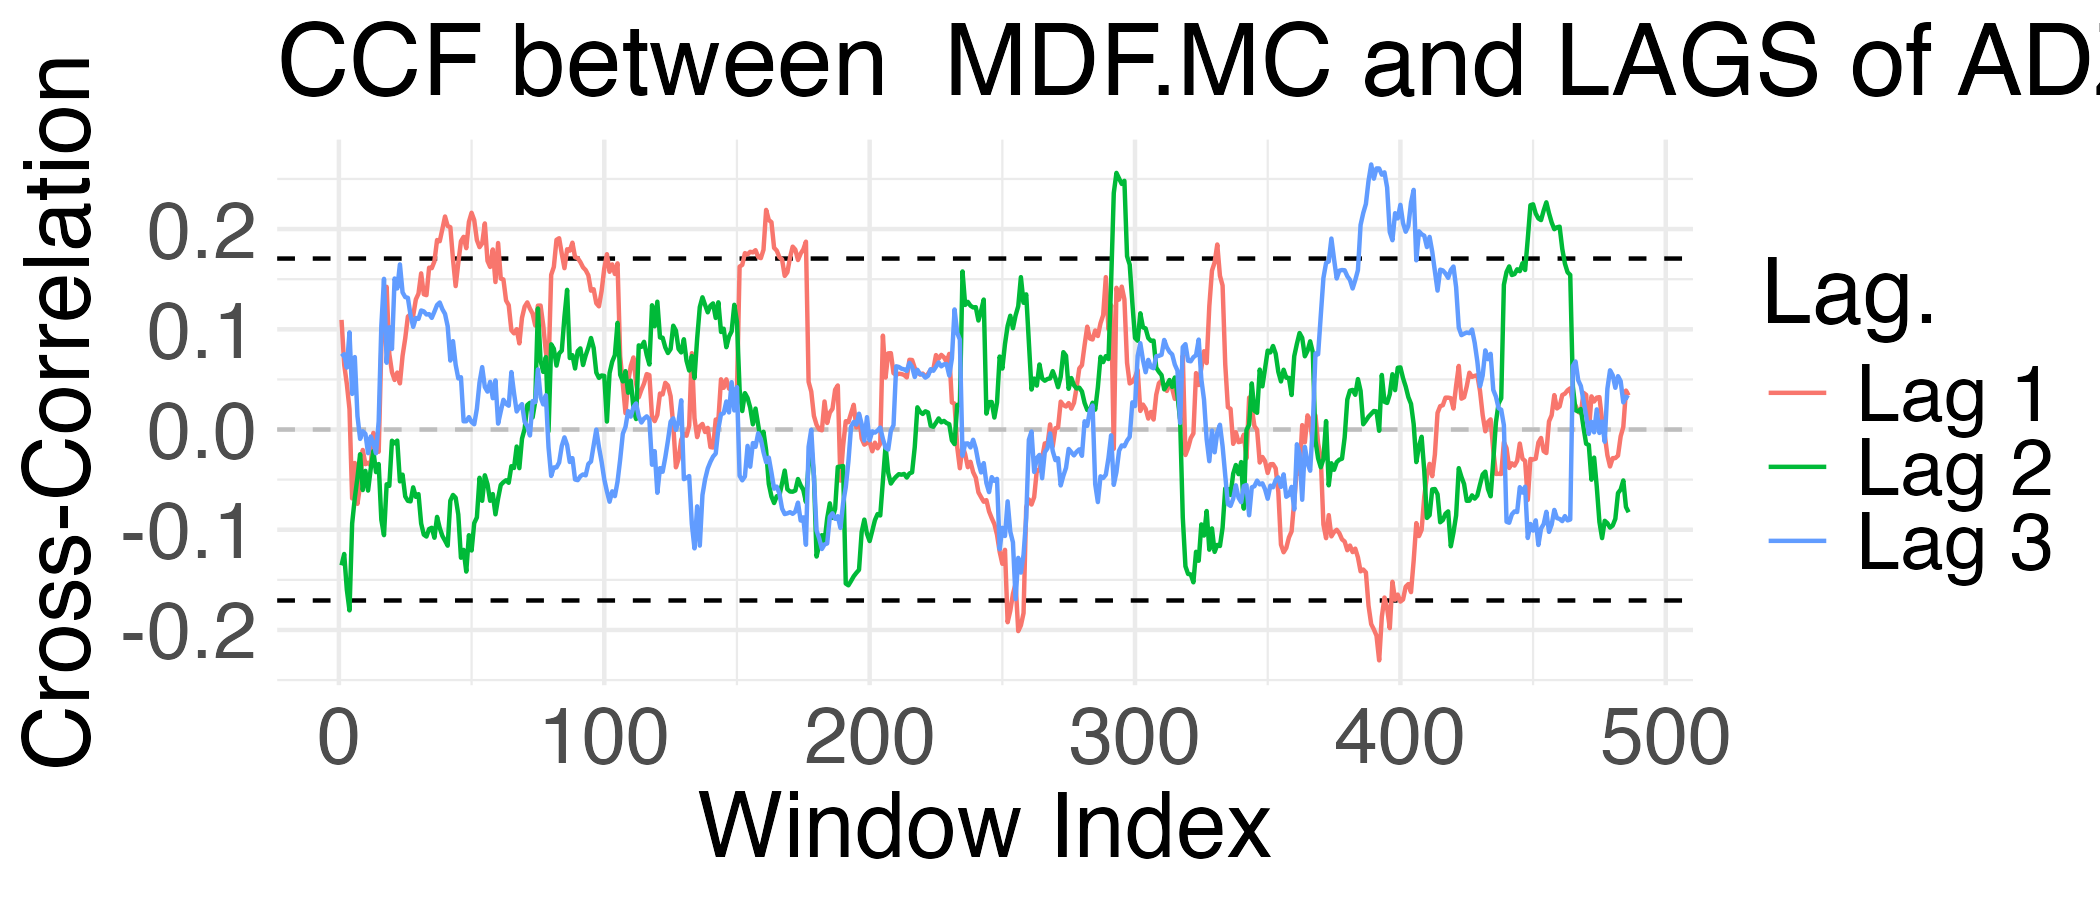 CCF between MDF.MC and LAGS of
Cross-Correlation
0.2
0.1
0.0
-0.1
-0.2
0 100 200 300 400 500
Window Index
Lag.
Lag 1
Lag 2
Lag 3